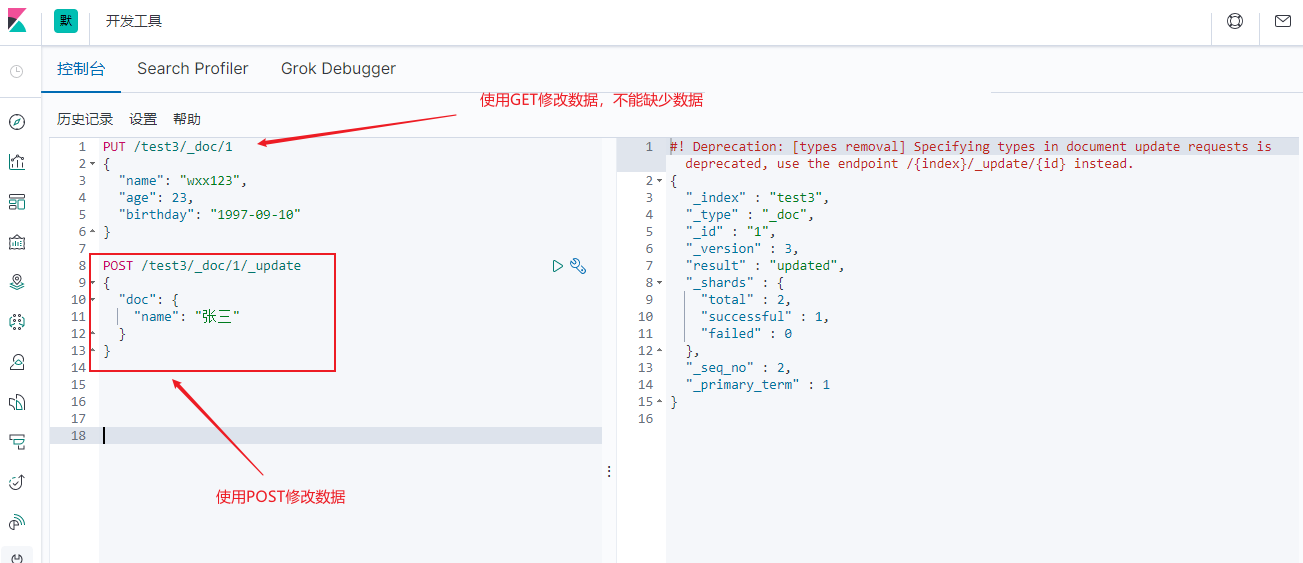 默
开发工具
控制台 Search Profiler Grok Debugger
使用GET修改数据，不能缺少数据
历史记录 设置 帮助
1 PUT /test3/_doc/1
2 {
3 "name": "wxx123",
4 "age": 23,
5 "birthday": "1997-09-10"
6 }
7
8 POST /test3/_doc/1/_update
9 {
10 "doc": {
11 "name": "张三"
12 }
13 }
14
15
16
17
18
使用POST修改数据
1 #! Deprecation: [types removal] Specifying types in document update requests is
deprecated, use the endpoint /{index}/_update/{id} instead.
2 {
3 "_index" : "test3",
4 "_type" : "_doc",
5 "_id" : "1",
6 "_version" : 3,
7 "result" : "updated",
8 "_shards" : {
9 "total" : 2,
10 "successful" : 1,
11 "failed" : 0
12 },
13 "_seq_no" : 2,
14 "_primary_term" : 1
15 }
16